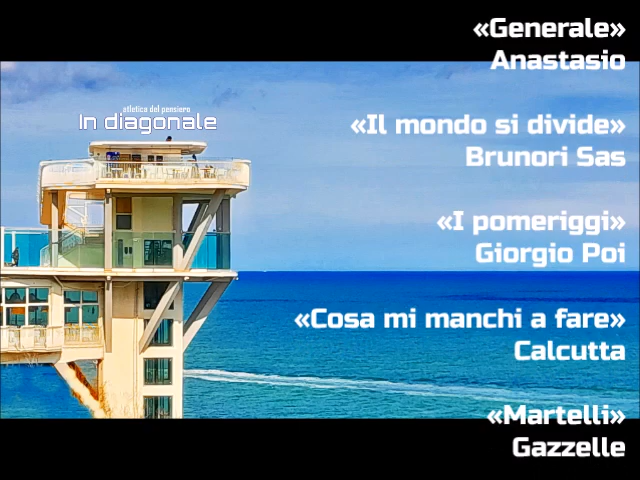 «Generale»
Anastasio
atletica del pensiero
In diagonale
«Il mondo si divide»
Brunori Sas
«I pomeriggi»
Giorgio Poi
«Cosa mi manchi a fare»
Calcutta
«Martelli»
Gazzelle